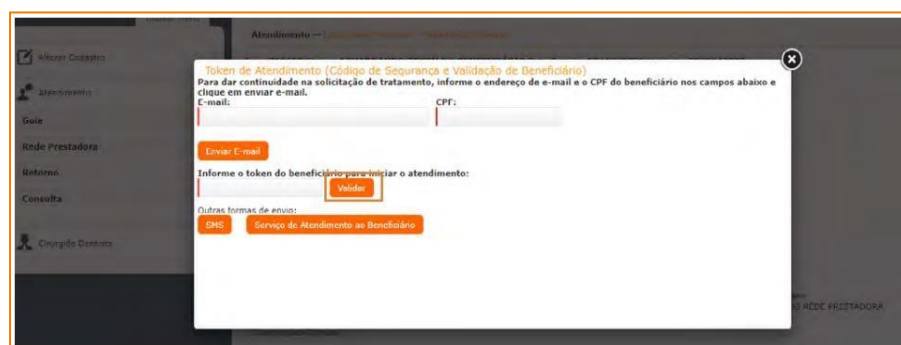 Alterar Cadastro
Atendimento
Guia
Rede Prestadora
Retorno
Consulta
Cirurgião Dentista
Atendimento
Token de Atendimento (Código de Segurança e Validação de Beneficiário)
Para dar continuidade na solicitação de tratamento, informe o endereço de e-mail e o CPF do beneficiário nos campos abaixo e
clique em enviar e-mail.
E-mail: CPF:
Enviar E-mail
Informe o token do beneficiário para iniciar o atendimento:
Validar
Outras formas de envio:
SMS Serviço de Atendimento ao Beneficiário
REDE PRESTADORA